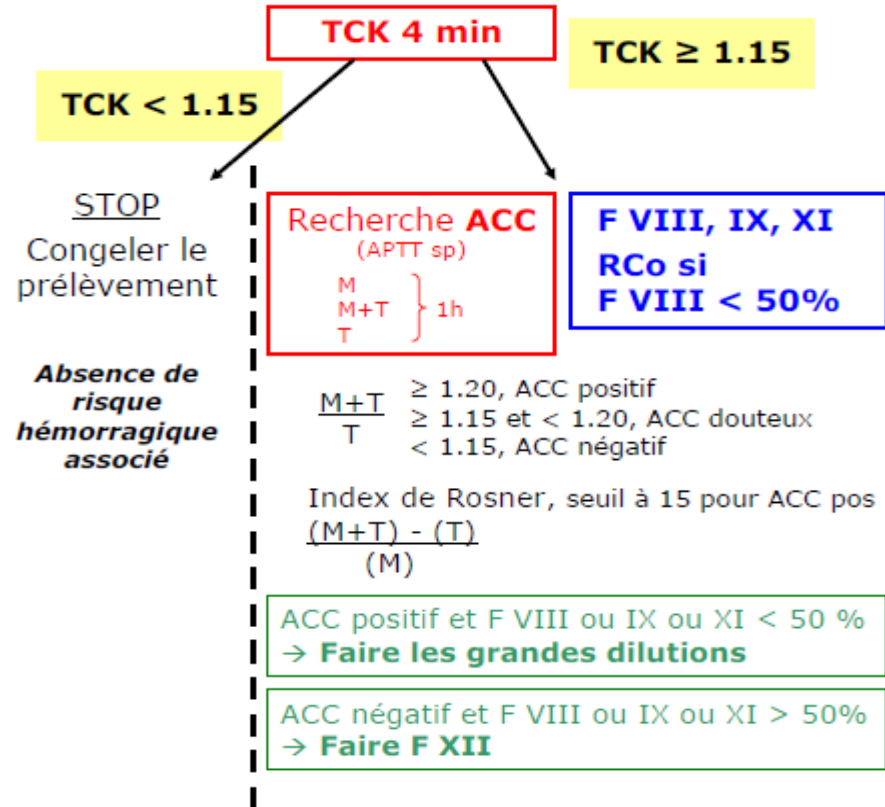 TCK 4 min
TCK ≥ 1.15
TCK < 1.15
STOP
Congeler le
prélèvement
Absence de
risque
hémorragique
associé
Recherche ACC
(APTT sp)
M
M+T
T
1h
F VIII, IX, XI
RCo si
F VIII < 50%
M+T
T
≥ 1.20, ACC positif
≥ 1.15 et < 1.20, ACC douteux
< 1.15, ACC négatif
Index de Rosner, seuil à 15 pour ACC pos
(M+T) - (T)
(M)
ACC positif et F VIII ou IX ou XI < 50 %
→ Faire les grandes dilutions
ACC négatif et F VIII ou IX ou XI > 50%
→ Faire F XII